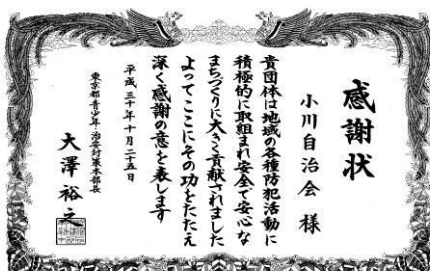 感謝状
小川自治会 様
貴団体は地域の各種防犯活動に
積極的に取組まれ安全で安心な
まちづくりに大きく貢献されました
よってここにその功をたたえ
深く感謝の意を表します
平成三十年十月二十五日
東京都青少年・治安対策本部長
大澤裕之